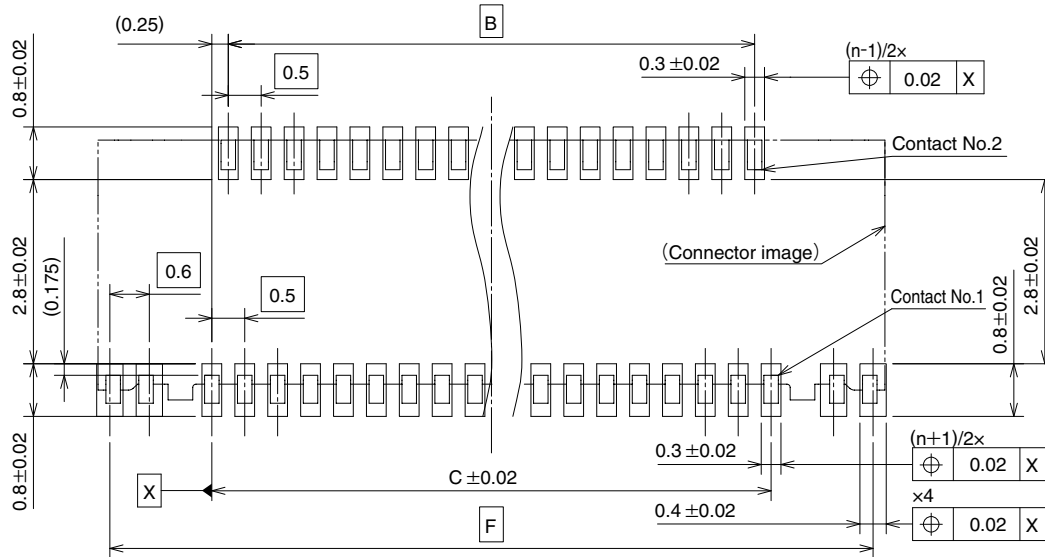 (0.25)
B
0.8±0.02
0.5
0.3 ±0.02
(n-1)/2×
⌖ 0.02 X
Contact No.2
2.8±0.02
(0.175)
0.6
0.5
(Connector image)
Contact No.1
2.8±0.02
0.8±0.02
0.8±0.02
0.3 ±0.02
(n+1)/2×
⌖ 0.02 X
X
C ±0.02
×4
0.4 ±0.02
⌖ 0.02 X
F